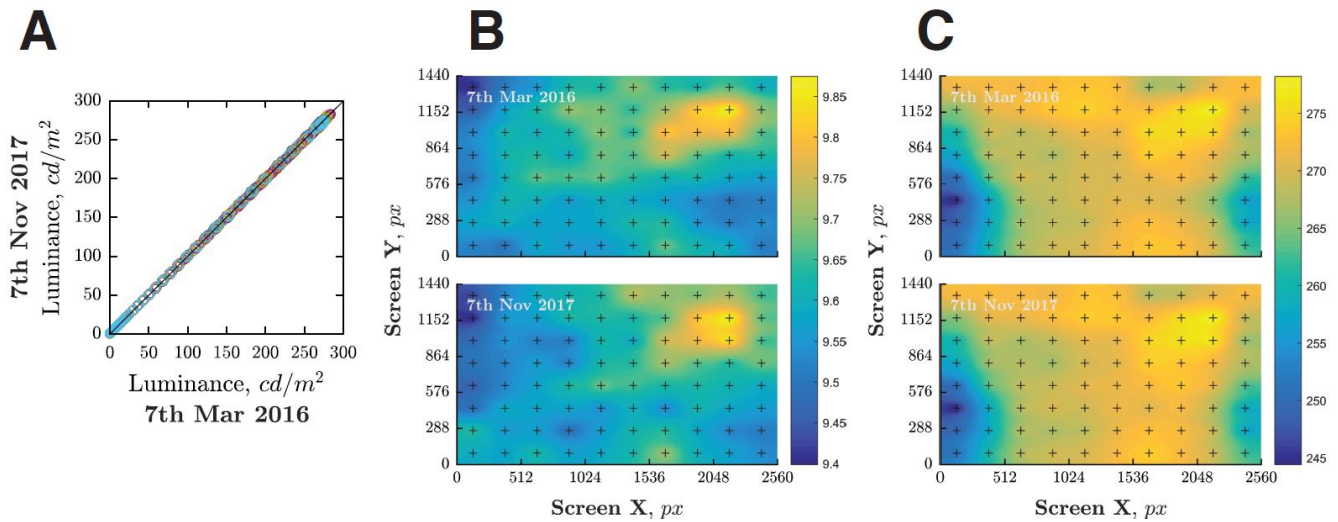 A
B
C
300
250
200
150
100
50
0
0 50 100 150 200 250 300
7th Nov 2017
Luminance, cd/m²
Luminance, cd/m²
7th Mar 2016
1440
1152
864
576
288
0
7th Mar 2016
1440
1152
864
576
288
0
7th Nov 2017
0 512 1024 1536 2048 2560
Screen Y, px
Screen X, px
9.85
9.8
9.75
9.7
9.65
9.6
9.55
9.5
9.45
9.4
1440
1152
864
576
288
0
7th Mar 2016
1440
1152
864
576
288
0
7th Nov 2017
0 512 1024 1536 2048 2560
Screen Y, px
Screen X, px
275
270
265
260
255
250
245